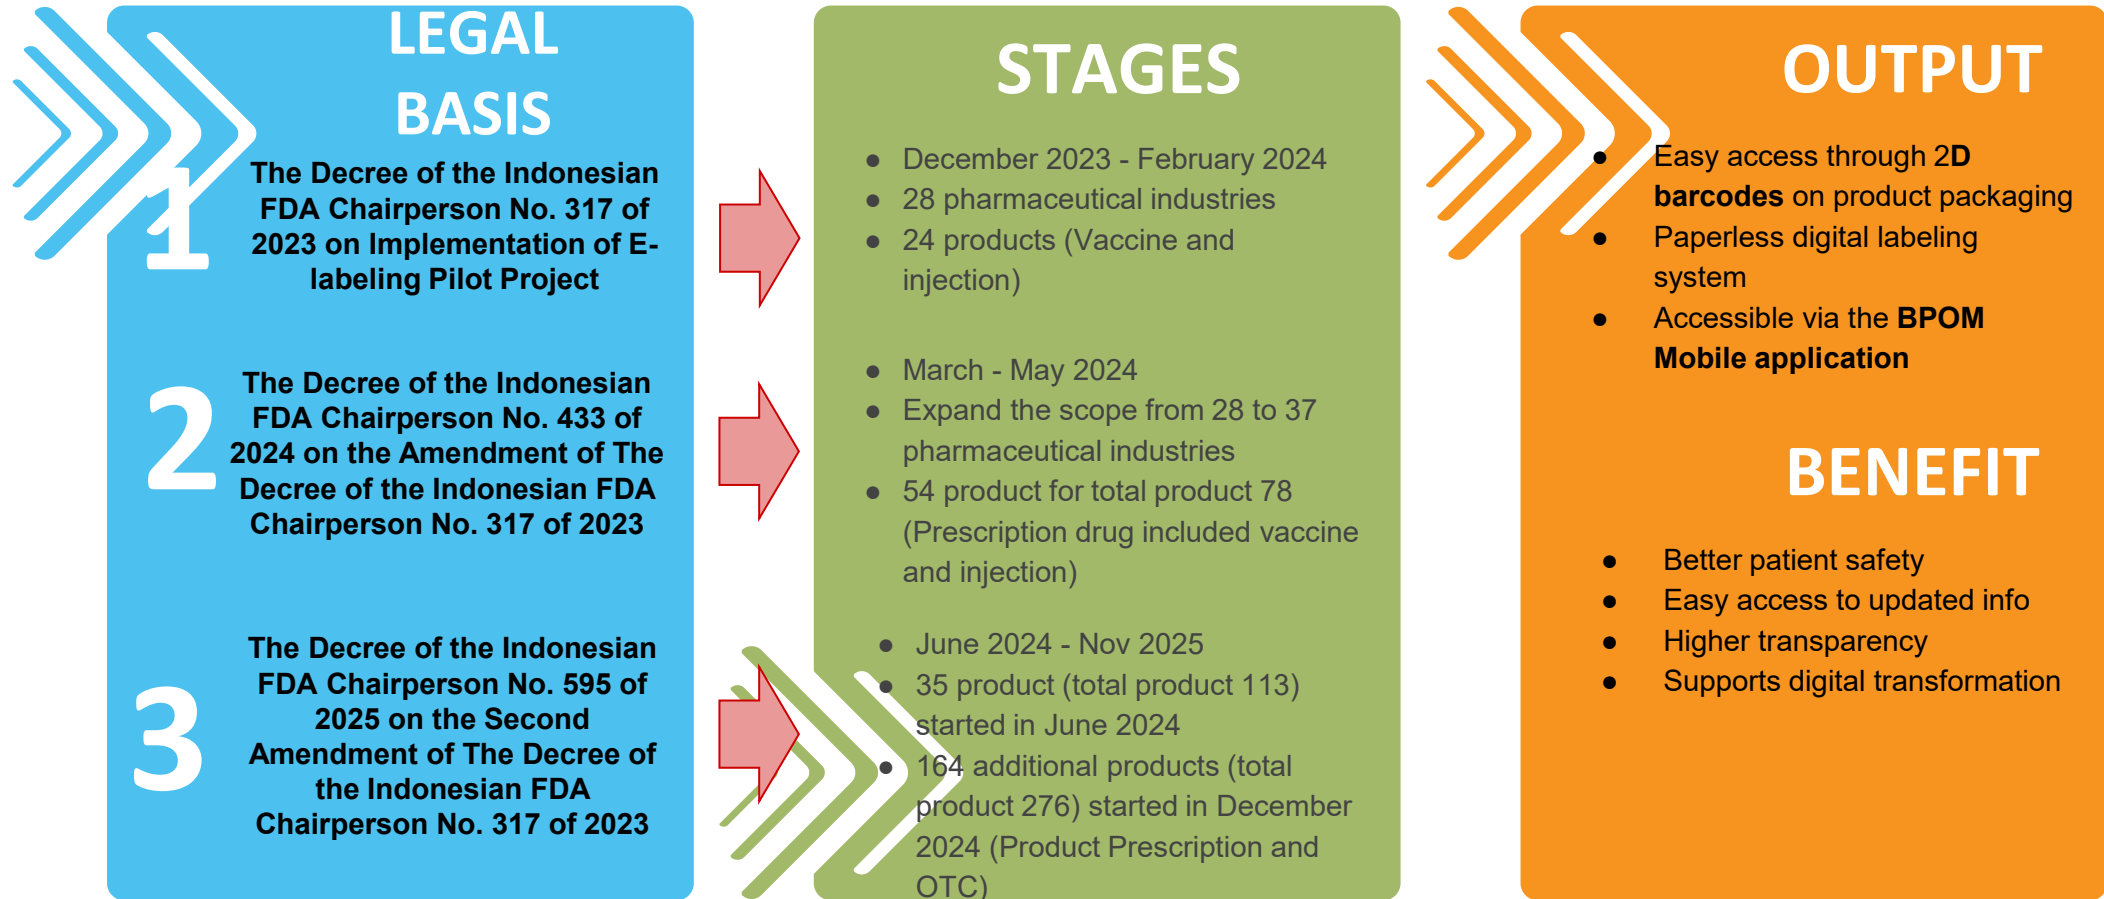 LEGAL
BASIS
1
The Decree of the Indonesian
FDA Chairperson No. 317 of
2023 on Implementation of E-
labeling Pilot Project
2
The Decree of the Indonesian
FDA Chairperson No. 433 of
2024 on the Amendment of The
Decree of the Indonesian FDA
Chairperson No. 317 of 2023
3
The Decree of the Indonesian
FDA Chairperson No. 595 of
2025 on the Second
Amendment of The Decree of
the Indonesian FDA
Chairperson No. 317 of 2023
STAGES
● December 2023 - February 2024
● 28 pharmaceutical industries
● 24 products (Vaccine and
injection)
● March - May 2024
● Expand the scope from 28 to 37
pharmaceutical industries
● 54 product for total product 78
(Prescription drug included vaccine
and injection)
● June 2024 - Nov 2025
● 35 product (total product 113)
started in June 2024
● 164 additional products (total
product 276) started in December
2024 (Product Prescription and
OTC)
OUTPUT
● Easy access through 2D
barcodes on product packaging
● Paperless digital labeling
system
● Accessible via the BPOM
Mobile application
BENEFIT
● Better patient safety
● Easy access to updated info
● Higher transparency
● Supports digital transformation